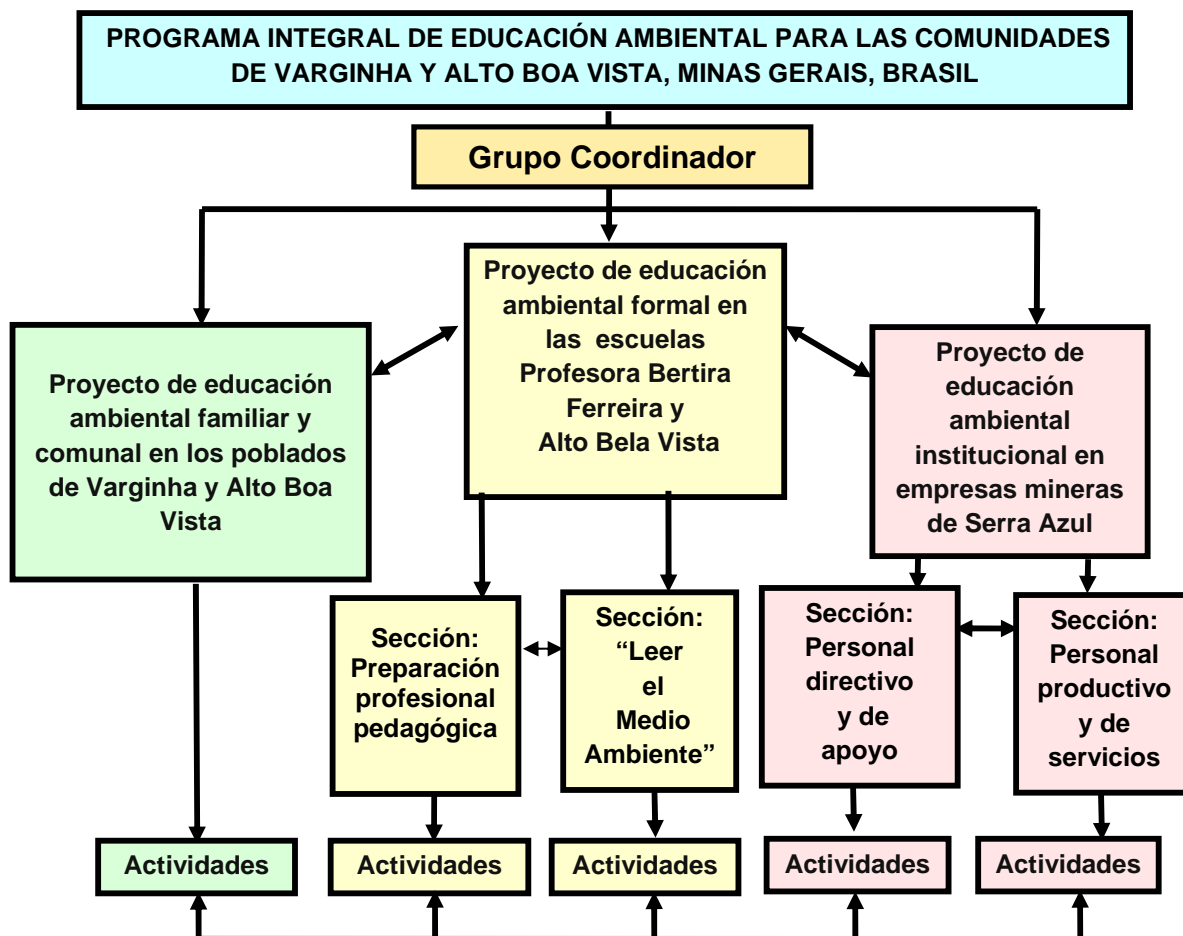 PROGRAMA INTEGRAL DE EDUCACIÓN AMBIENTAL PARA LAS COMUNIDADES
DE VARGINHA Y ALTO BOA VISTA, MINAS GERAIS, BRASIL
Grupo Coordinador
Proyecto de educación
ambiental familiar y
comunal en los poblados
de Varginha y Alto Boa
Vista
Proyecto de educación
ambiental formal en
las escuelas
Profesora Bertira
Ferreira y
Alto Bela Vista
Proyecto de
educación
ambiental
institucional en
empresas mineras
de Serra Azul
Sección:
Preparación
profesional
pedagógica
Sección:
“Leer
el
Medio
Ambiente”
Sección:
Personal
directivo
y de
apoyo
Sección:
Personal
productivo
y de
servicios
Actividades
Actividades
Actividades
Actividades
Actividades